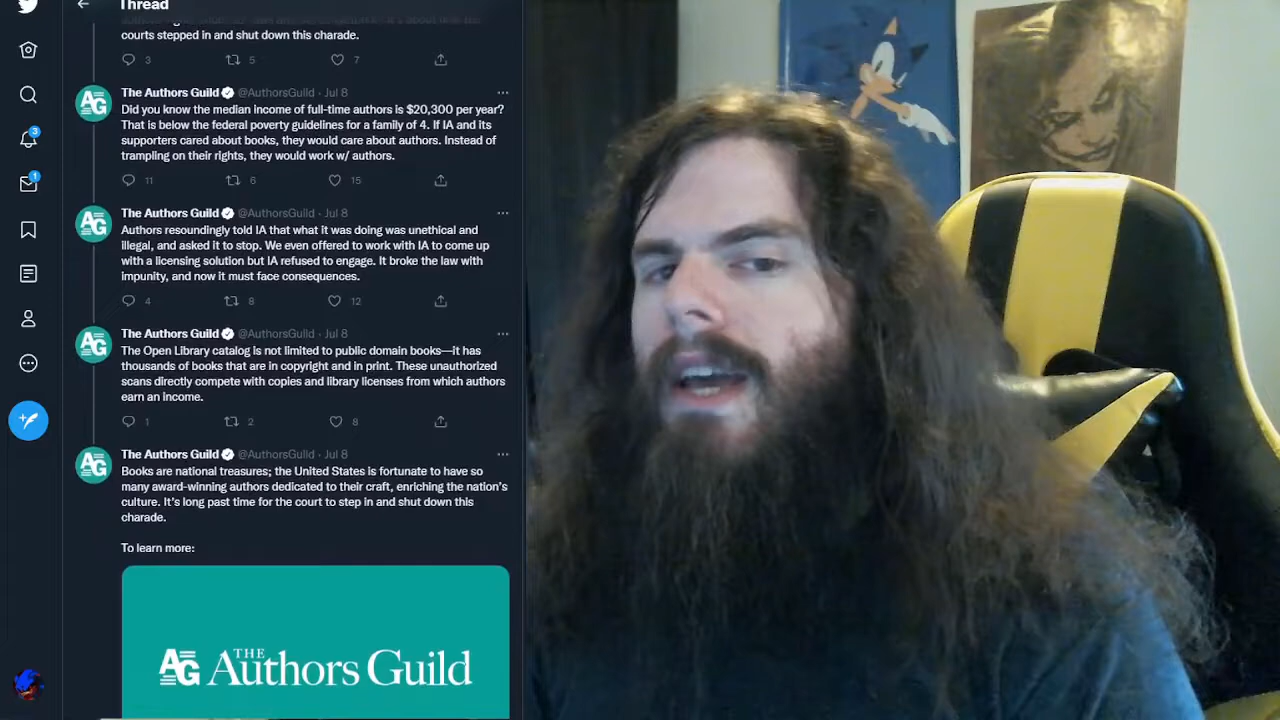 Thread
courts stepped in and shut down this charade.
3 5 7
The Authors Guild @AuthorsGuild · Jul 8
Did you know the median income of full-time authors is $20,300 per year?
That is below the federal poverty guidelines for a family of 4. If IA and its
supporters cared about books, they would care about authors. Instead of
trampling on their rights, they would work w/ authors.
11 6 15
The Authors Guild @AuthorsGuild · Jul 8
Authors resoundingly told IA that what it was doing was unethical and
illegal, and asked it to stop. We even offered to work with IA to come up
with a licensing solution but IA refused to engage. It broke the law with
impunity, and now it must face consequences.
4 8 12
The Authors Guild @AuthorsGuild · Jul 8
The Open Library catalog is not limited to public domain books—it has
thousands of books that are in copyright and in print. These unauthorized
scans directly compete with copies and library licenses from which authors
earn an income.
1 2 8
The Authors Guild @AuthorsGuild · Jul 8
Books are national treasures; the United States is fortunate to have so
many award-winning authors dedicated to their craft, enriching the nation's
culture. It's long past time for the court to step in and shut down this
charade.
To learn more:
AG THE Authors Guild
3
1
AG
AG
AG
AG